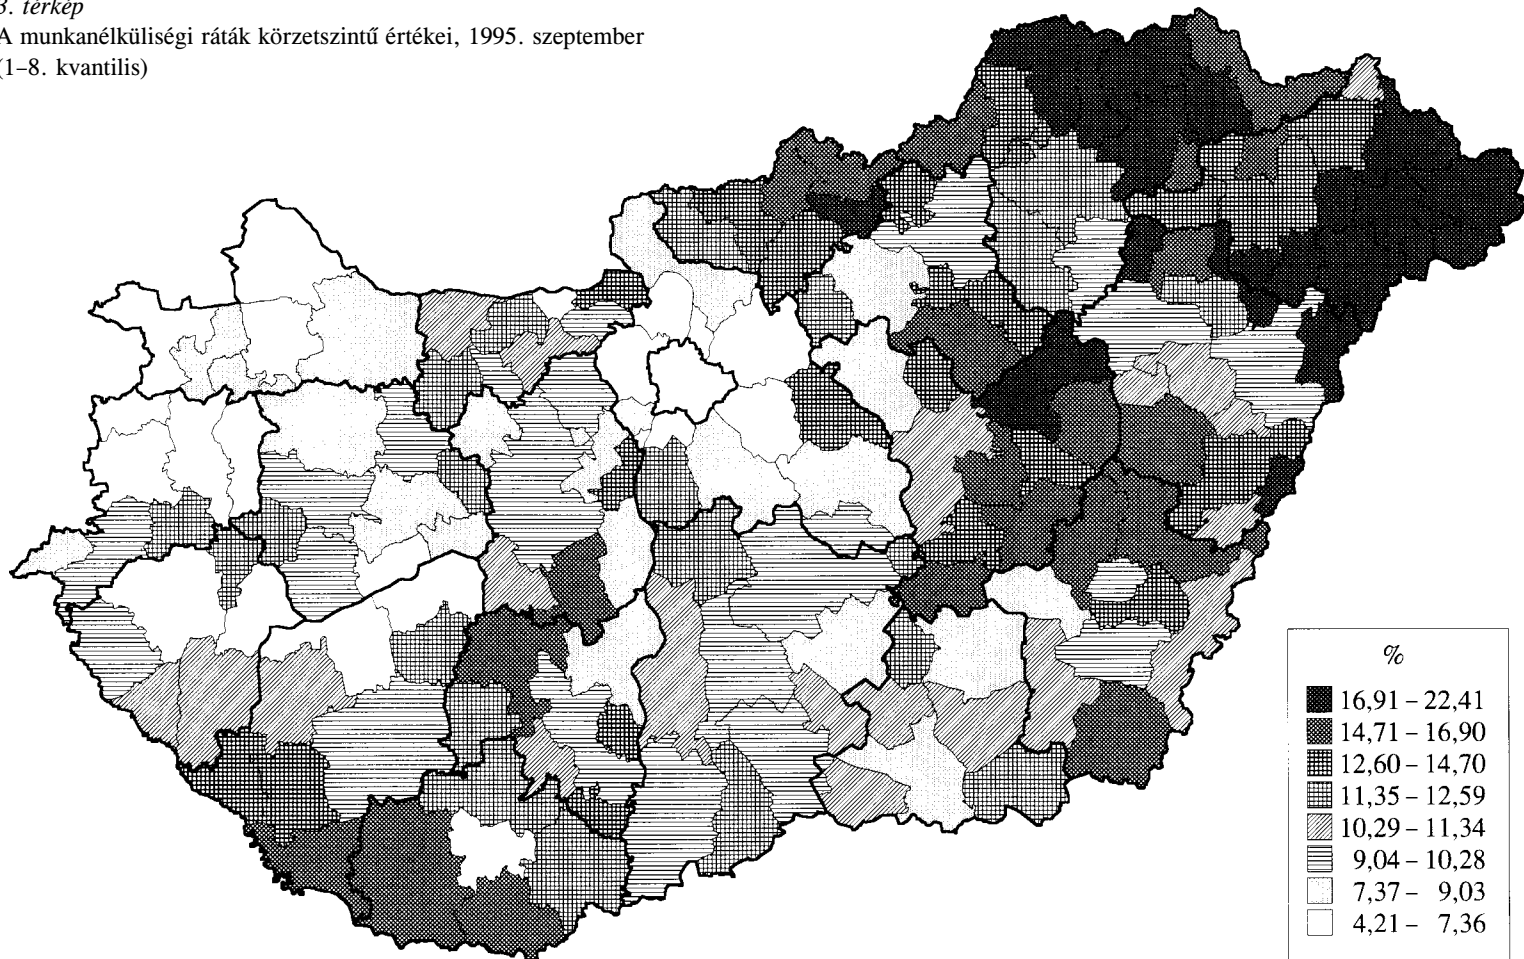 3. térkép
A munkanélküliségi ráták körzetszintű értékei, 1995. szeptember
(1–8. kvantilis)
%
16,91 – 22,41
14,71 – 16,90
12,60 – 14,70
11,35 – 12,59
10,29 – 11,34
9,04 – 10,28
7,37 – 9,03
4,21 – 7,36